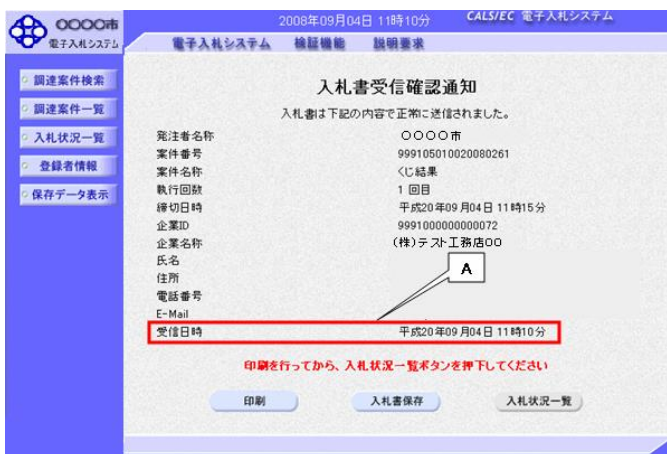 〇〇〇〇市
電子入札システム
2008年09月04日 11時10分
CALS/EC 電子入札システム
電子入札システム 検証機能 説明要求
調達案件検索
調達案件一覧
入札状況一覧
登録者情報
保存データ表示
入札書受信確認通知
入札書は下記の内容で正常に送信されました。
発注者名称 〇〇〇〇市
案件番号 999105010020080261
案件名称 くじ結果
執行回数 1 回目
締切日時 平成20年09月04日 11時15分
企業ID 9991000000000072
企業名称 (株)テスト工務店〇〇
氏名
住所
電話番号
E-Mail
A
受信日時 平成20年09月04日 11時10分
印刷を行ってから、入札状況一覧ボタンを押下してください
印刷 入札書保存 入札状況一覧